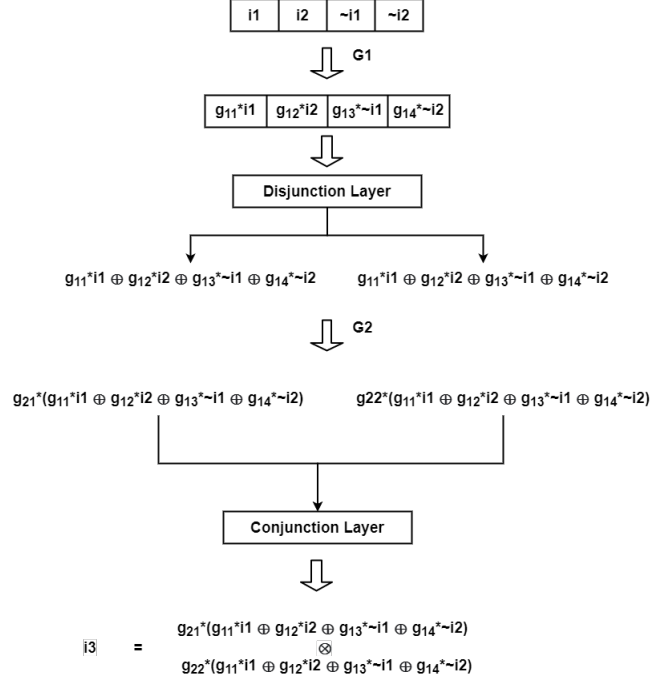 i1 i2 ~i1 ~i2
G1
g₁₁*i1 g₁₂*i2 g₁₃*~i1 g₁₄*~i2
Disjunction Layer
g₁₁*i1 ⊕ g₁₂*i2 ⊕ g₁₃*~i1 ⊕ g₁₄*~i2 g₁₁*i1 ⊕ g₁₂*i2 ⊕ g₁₃*~i1 ⊕ g₁₄*~i2
G2
g₂₁*(g₁₁*i1 ⊕ g₁₂*i2 ⊕ g₁₃*~i1 ⊕ g₁₄*~i2) g22*(g₁₁*i1 ⊕ g₁₂*i2 ⊕ g₁₃*~i1 ⊕ g₁₄*~i2)
Conjunction Layer
g₂₁*(g₁₁*i1 ⊕ g₁₂*i2 ⊕ g₁₃*~i1 ⊕ g₁₄*~i2)
i3 = ⊗
g₂₂*(g₁₁*i1 ⊕ g₁₂*i2 ⊕ g₁₃*~i1 ⊕ g₁₄*~i2)